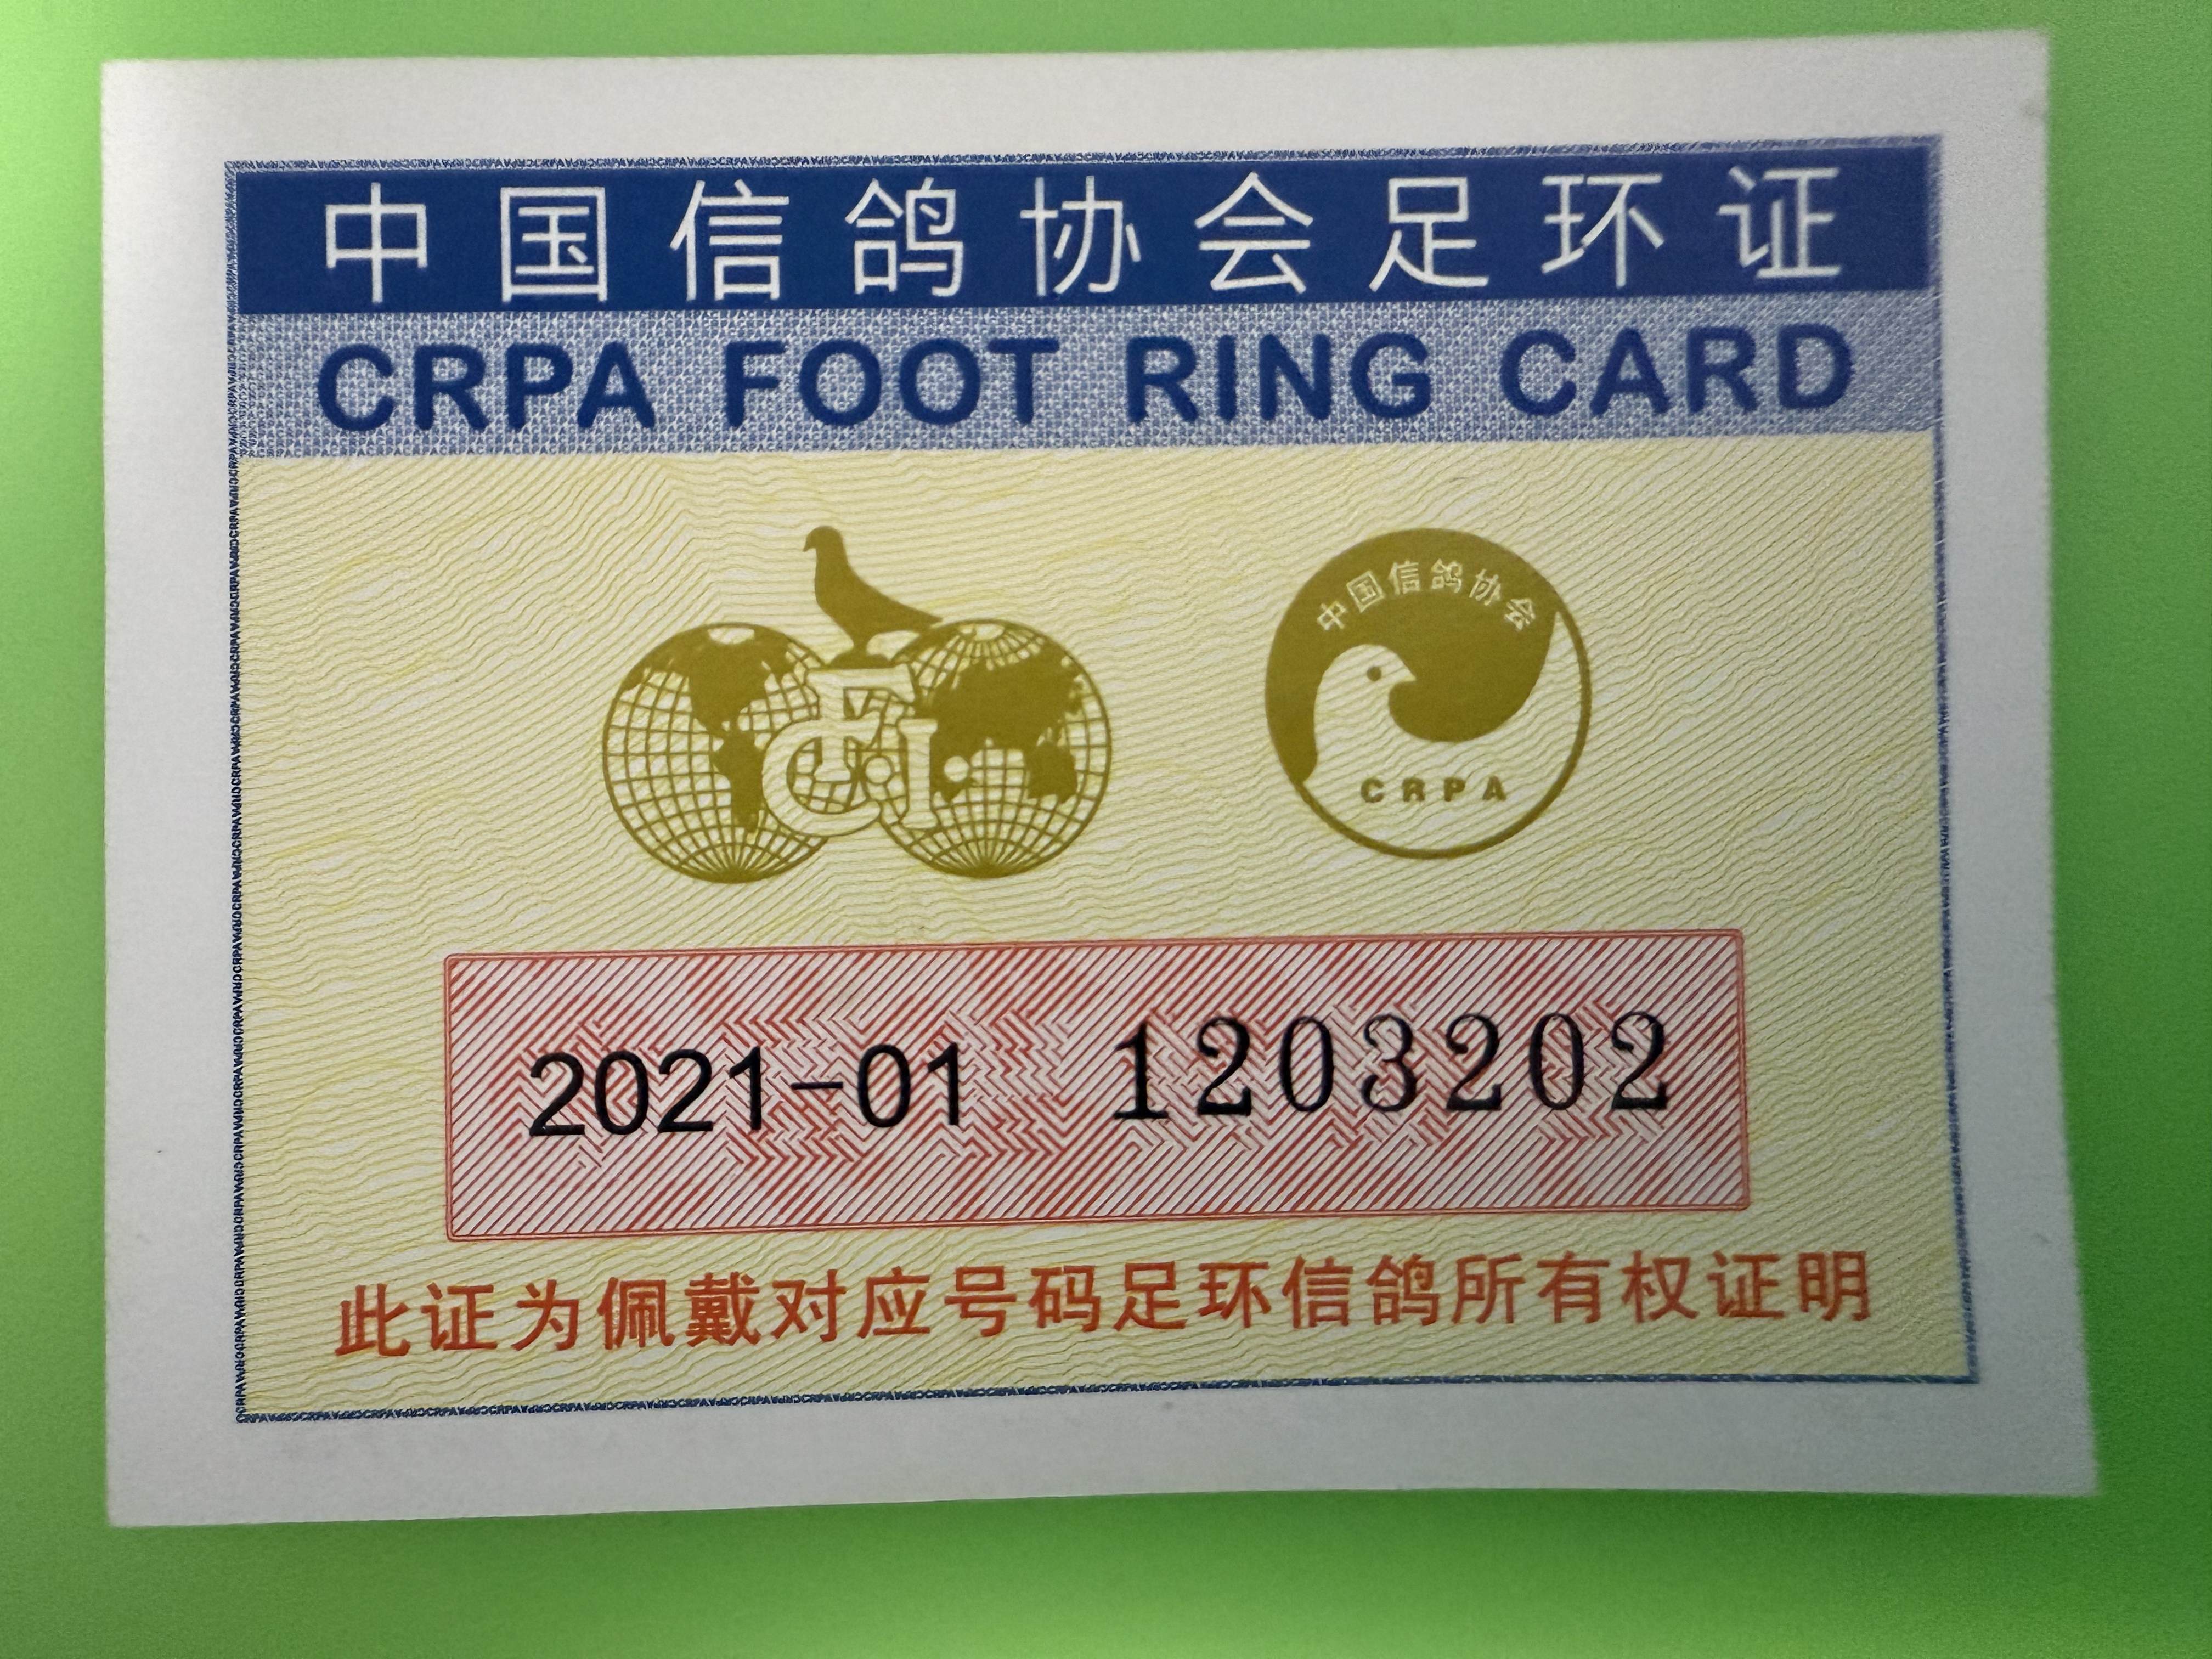 中国信鸽协会足环证
CRPA FOOT RING CARD
FCI
中国信鸽协会
CRPA
2021-01 1203202
此证为佩戴对应号码足环信鸽所有权证明